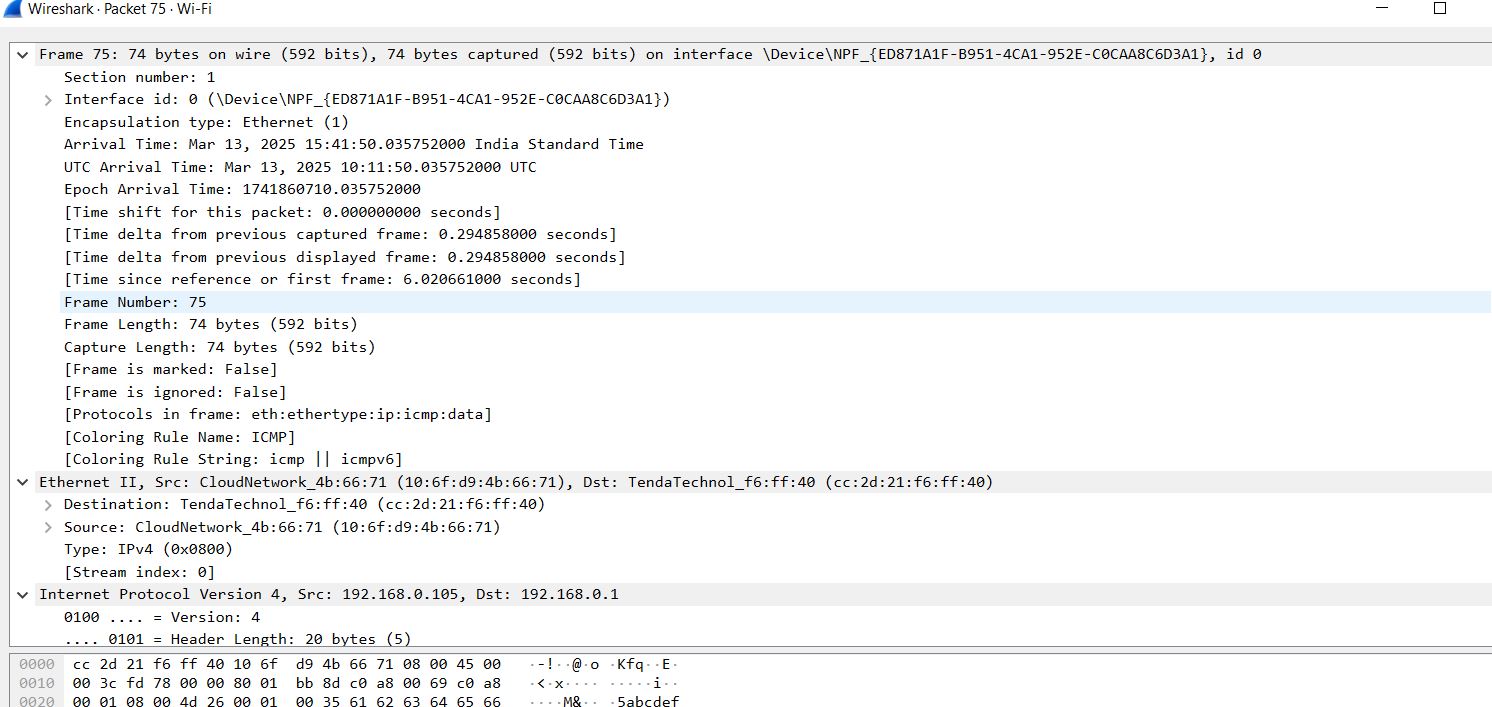 Wireshark · Packet 75 · Wi-Fi
Frame 75: 74 bytes on wire (592 bits), 74 bytes captured (592 bits) on interface \Device\NPF_{ED871A1F-B951-4CA1-952E-C0CAA8C6D3A1}, id 0
Section number: 1
Interface id: 0 (\Device\NPF_{ED871A1F-B951-4CA1-952E-C0CAA8C6D3A1})
Encapsulation type: Ethernet (1)
Arrival Time: Mar 13, 2025 15:41:50.035752000 India Standard Time
UTC Arrival Time: Mar 13, 2025 10:11:50.035752000 UTC
Epoch Arrival Time: 1741860710.035752000
[Time shift for this packet: 0.000000000 seconds]
[Time delta from previous captured frame: 0.294858000 seconds]
[Time delta from previous displayed frame: 0.294858000 seconds]
[Time since reference or first frame: 6.020661000 seconds]
Frame Number: 75
Frame Length: 74 bytes (592 bits)
Capture Length: 74 bytes (592 bits)
[Frame is marked: False]
[Frame is ignored: False]
[Protocols in frame: eth:ethertype:ip:icmp:data]
[Coloring Rule Name: ICMP]
[Coloring Rule String: icmp || icmpv6]
Ethernet II, Src: CloudNetwork_4b:66:71 (10:6f:d9:4b:66:71), Dst: TendaTechnol_f6:ff:40 (cc:2d:21:f6:ff:40)
Destination: TendaTechnol_f6:ff:40 (cc:2d:21:f6:ff:40)
Source: CloudNetwork_4b:66:71 (10:6f:d9:4b:66:71)
Type: IPv4 (0x0800)
[Stream index: 0]
Internet Protocol Version 4, Src: 192.168.0.105, Dst: 192.168.0.1
0100 .... = Version: 4
.... 0101 = Header Length: 20 bytes (5)
0000 cc 2d 21 f6 ff 40 10 6f d9 4b 66 71 08 00 45 00 ·-!··@·o ·Kfq··E·
0010 00 3c fd 78 00 00 80 01 bb 8d c0 a8 00 69 c0 a8 ·<·x···· ·····i··
0020 00 01 08 00 4d 26 00 01 00 35 61 62 63 64 65 66 ····M&·· ·5abcdef